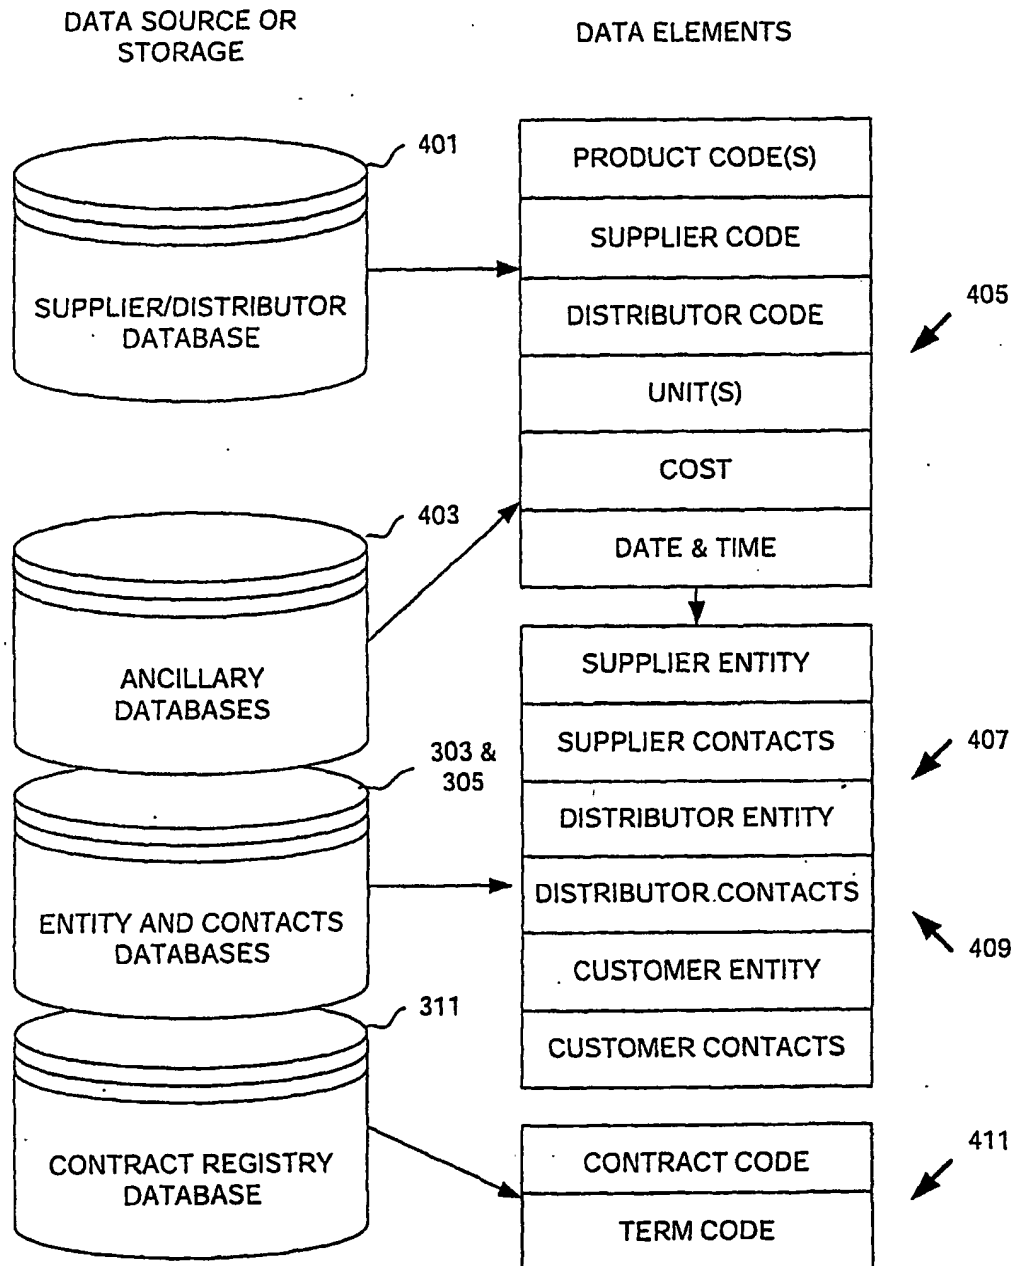 DATA SOURCE OR
STORAGE
DATA ELEMENTS
401
SUPPLIER/DISTRIBUTOR
DATABASE
403
ANCILLARY
DATABASES
303 &
305
ENTITY AND CONTACTS
DATABASES
311
CONTRACT REGISTRY
DATABASE
PRODUCT CODE(S)
SUPPLIER CODE
DISTRIBUTOR CODE
UNIT(S)
COST
DATE & TIME
405
SUPPLIER ENTITY
SUPPLIER CONTACTS
DISTRIBUTOR ENTITY
DISTRIBUTOR CONTACTS
CUSTOMER ENTITY
CUSTOMER CONTACTS
407
409
CONTRACT CODE
TERM CODE
411